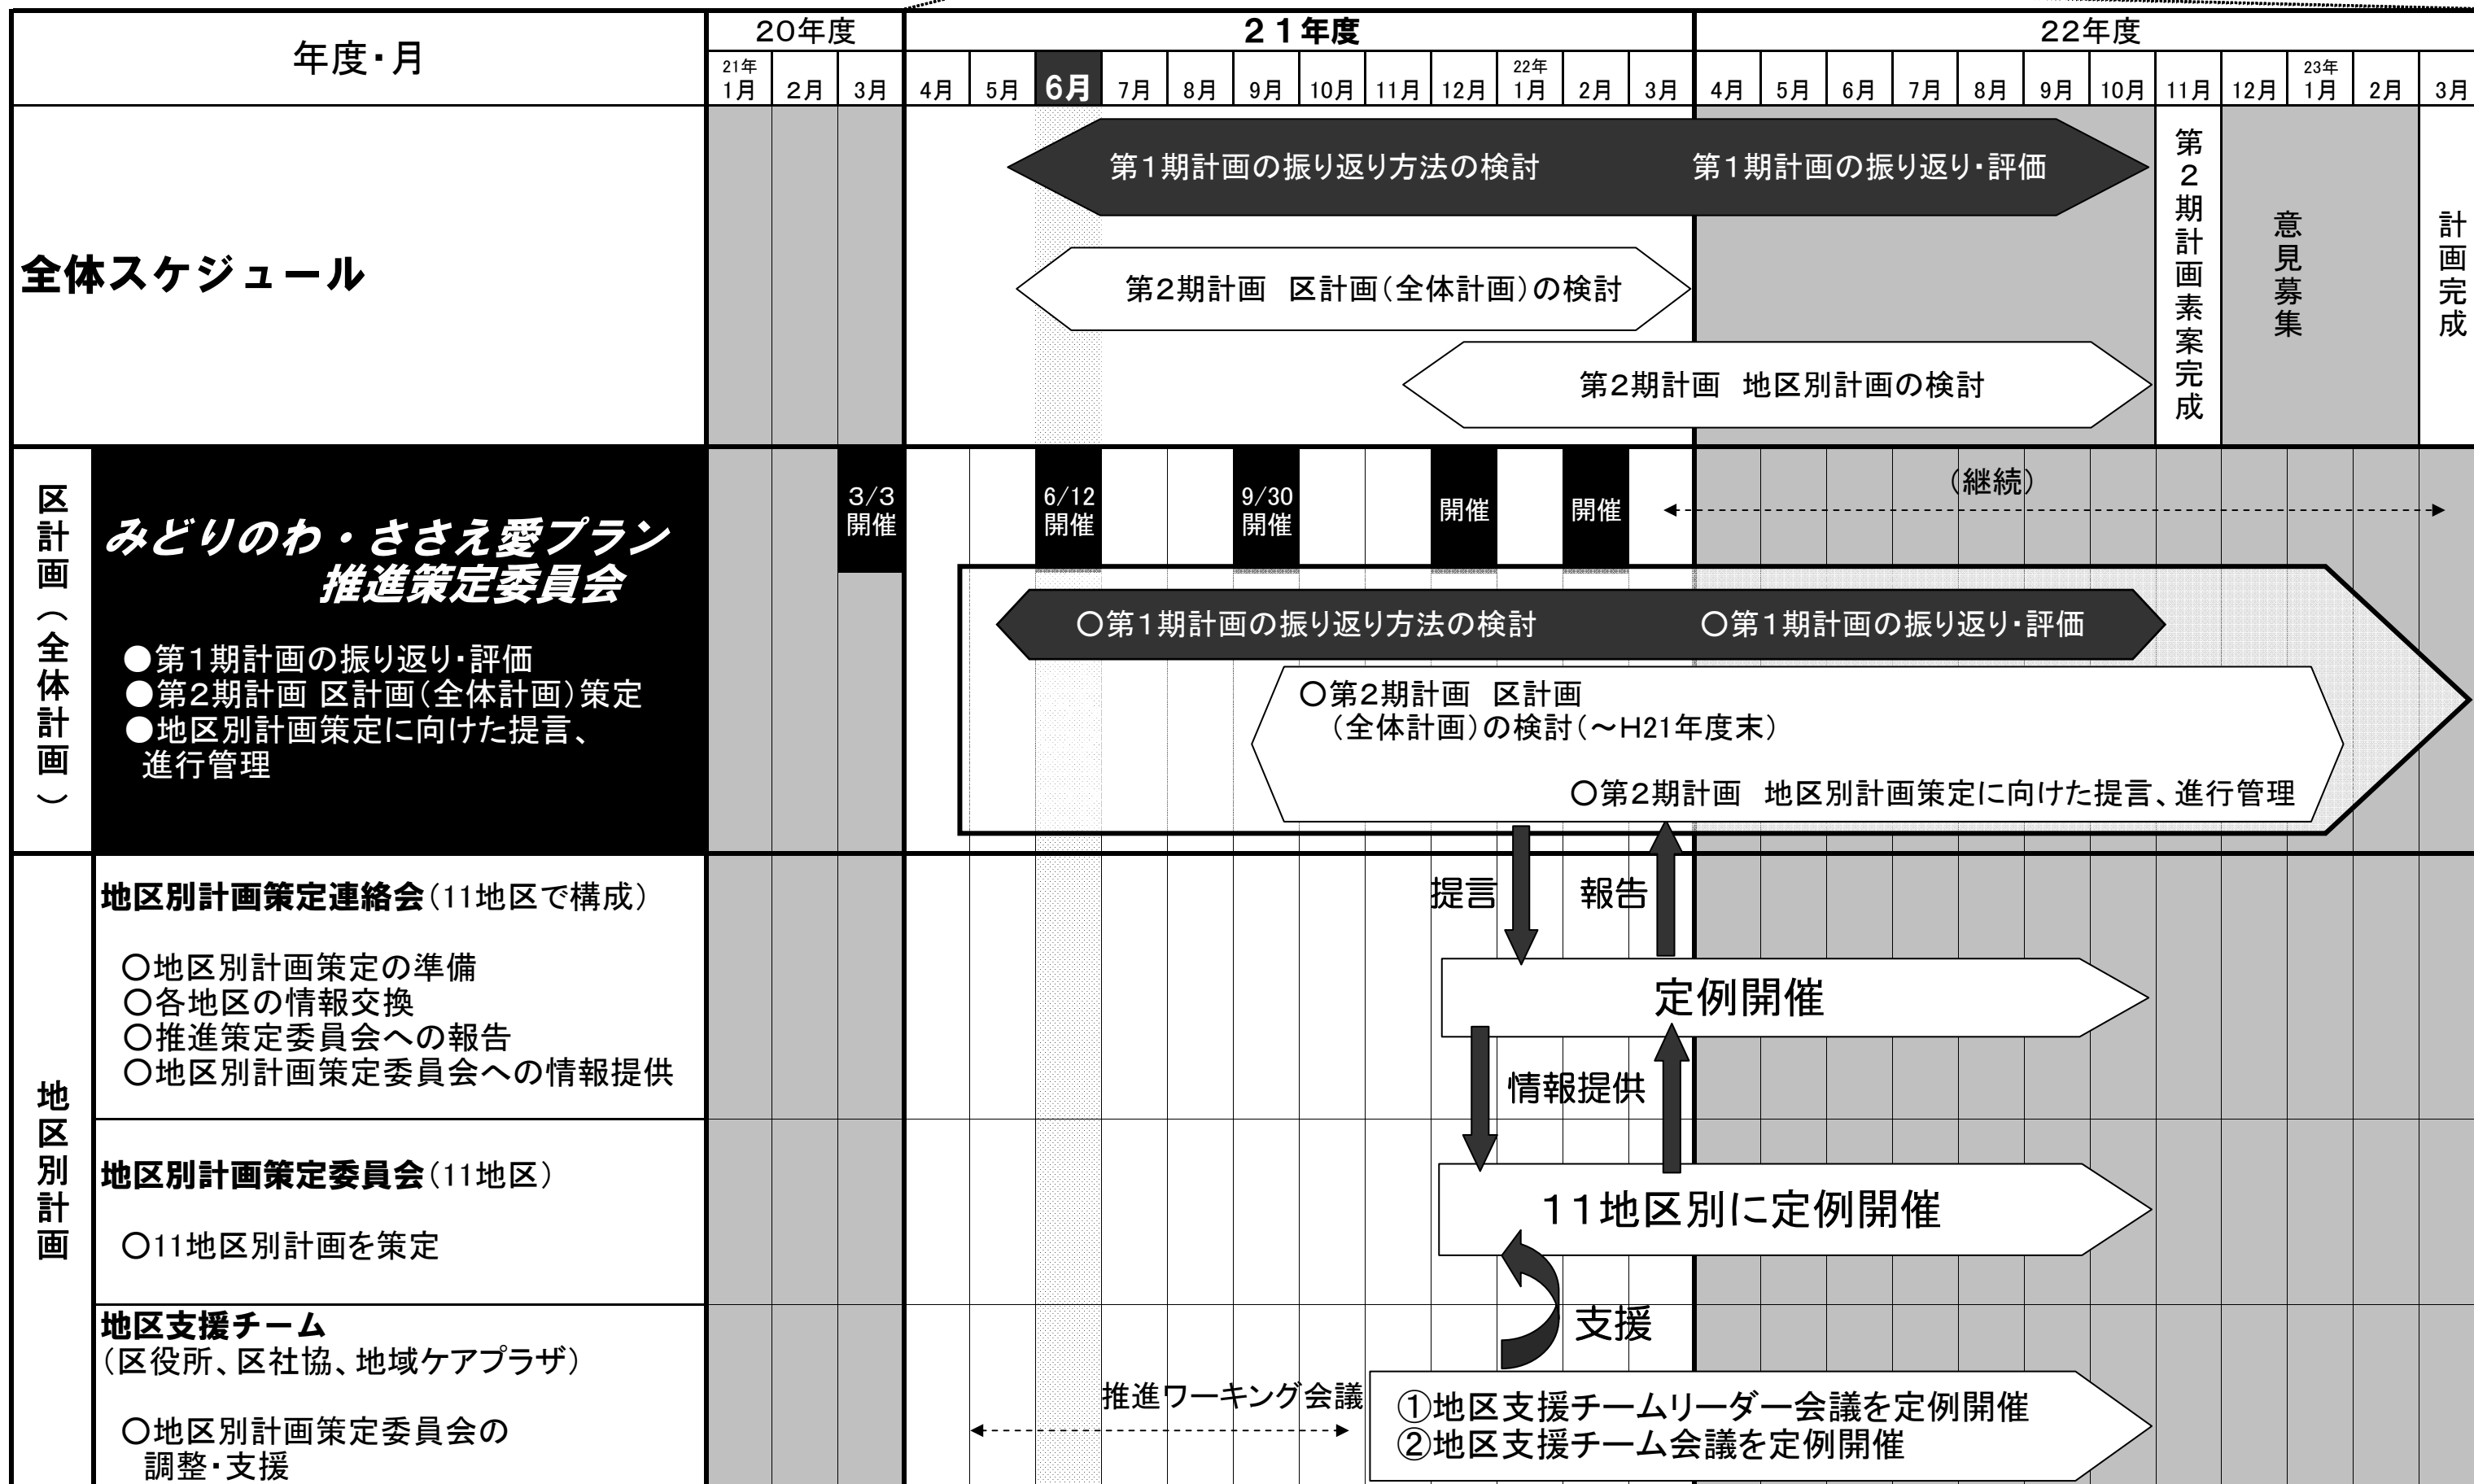 年度・月
20年度
21年度
22年度
21年
1月
2月
3月
4月
5月
6月
7月
8月
9月
10月
11月
12月
22年
1月
2月
3月
4月
5月
6月
7月
8月
9月
10月
11月
12月
23年
1月
2月
3月
全体スケジュール
第1期計画の振り返り方法の検討
第1期計画の振り返り・評価
第2期計画 区計画(全体計画)の検討
第2期計画 地区別計画の検討
第2期計画素案完成
意見募集
計画完成
区計画(全体計画)
みどりのわ・ささえ愛プラン
推進策定委員会
●第1期計画の振り返り・評価
●第2期計画 区計画(全体計画)策定
●地区別計画策定に向けた提言、
進行管理
3/3
開催
6/12
開催
9/30
開催
開催
開催
(継続)
○第1期計画の振り返り方法の検討
○第1期計画の振り返り・評価
○第2期計画 区計画
(全体計画)の検討(~H21年度末)
○第2期計画 地区別計画策定に向けた提言、進行管理
地区別計画
地区別計画策定連絡会(11地区で構成)
○地区別計画策定の準備
○各地区の情報交換
○推進策定委員会への報告
○地区別計画策定委員会への情報提供
提言
報告
定例開催
情報提供
地区別計画策定委員会(11地区)
○11地区別計画を策定
11地区別に定例開催
支援
地区支援チーム
(区役所、区社協、地域ケアプラザ)
○地区別計画策定委員会の
調整・支援
推進ワーキング会議
①地区支援チームリーダー会議を定例開催
②地区支援チーム会議を定例開催